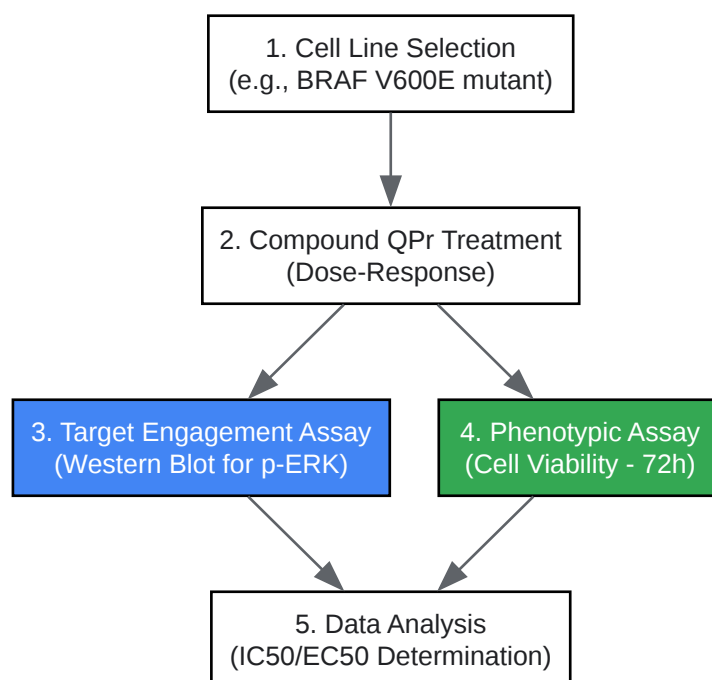 1. Cell Line Selection
(e.g., BRAF V600E mutant)
2. Compound QPr Treatment
(Dose-Response)
3. Target Engagement Assay
(Western Blot for p-ERK)
4. Phenotypic Assay
(Cell Viability - 72h)
5. Data Analysis
(IC50/EC50 Determination)